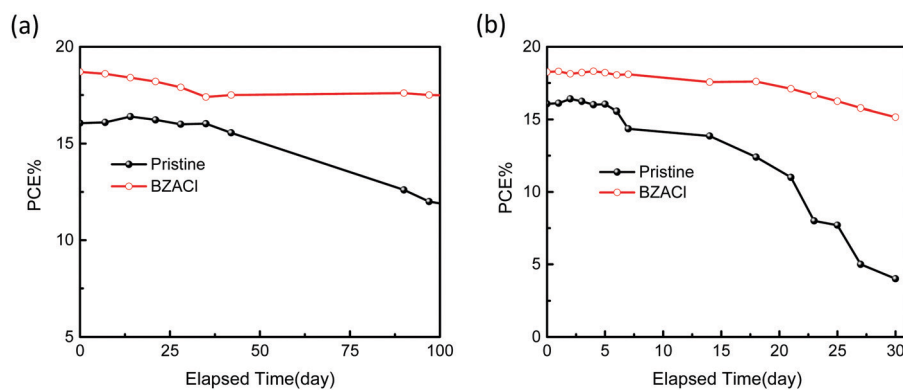 (a)
20
15
10
5
PCE%
Pristine
BZACl
0 25 50 75 100
Elapsed Time(day)
(b)
20
15
10
5
0
PCE%
Pristine
BZACl
0 5 10 15 20 25 30
Elapsed Time(day)